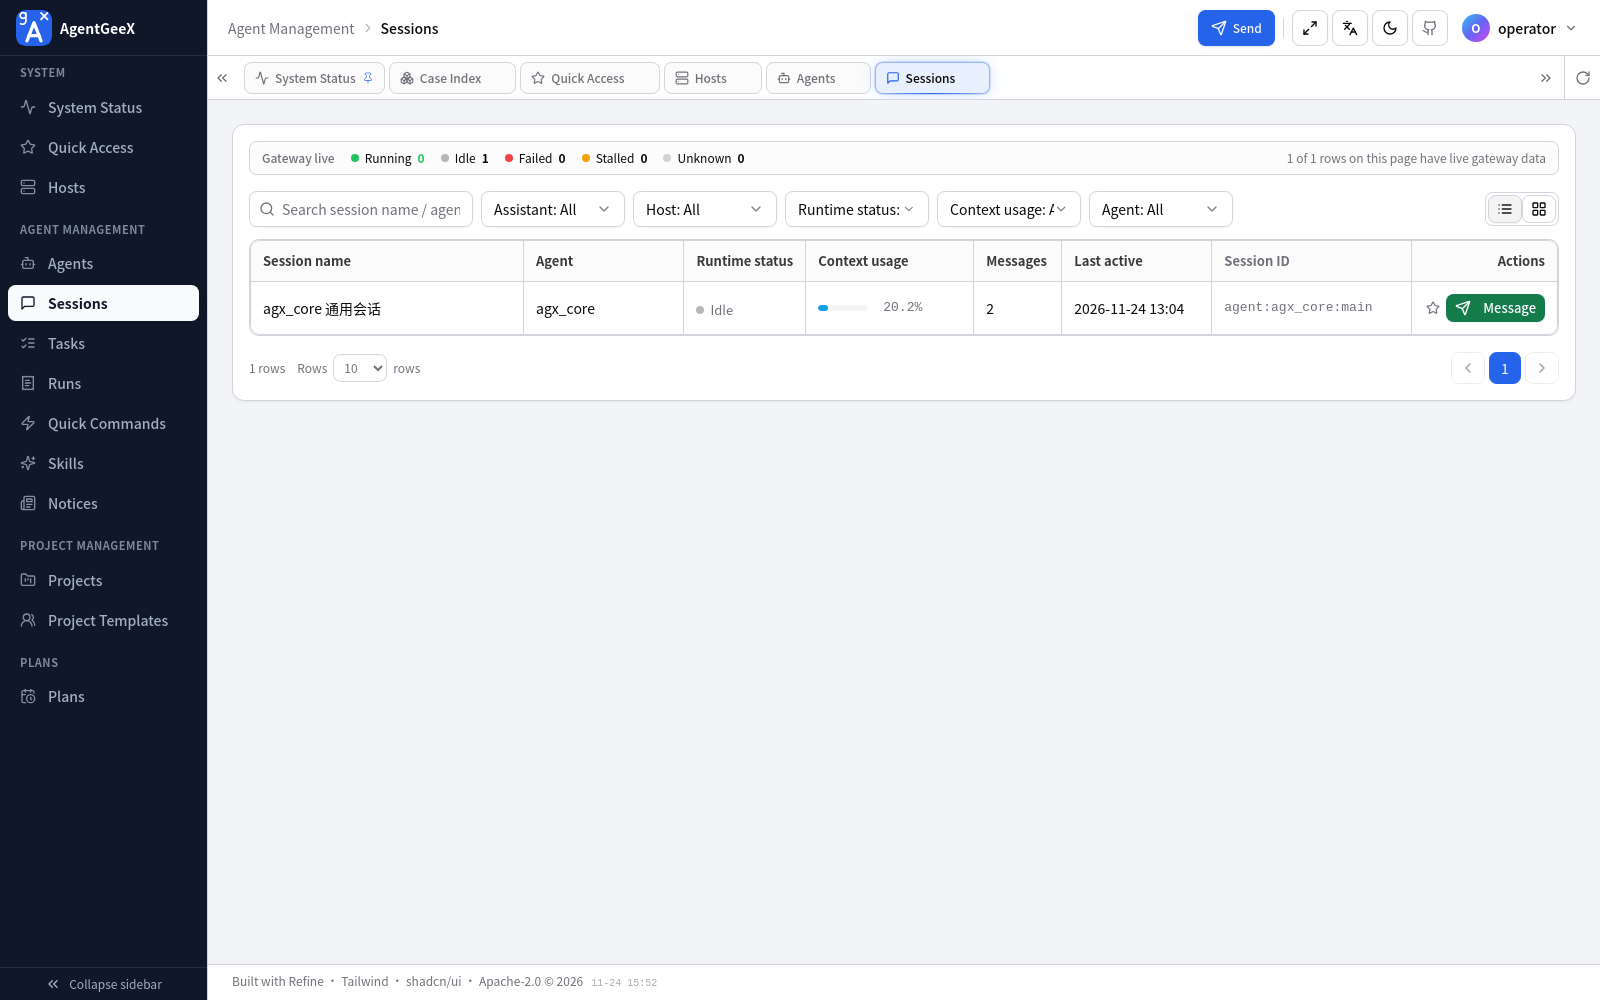 AgentGeeX
SYSTEM
System Status
Quick Access
Hosts
AGENT MANAGEMENT
Agents
Sessions
Tasks
Runs
Quick Commands
Skills
Notices
PROJECT MANAGEMENT
Projects
Project Templates
PLANS
Plans
Collapse sidebar
Agent Management > Sessions
Send
O operator
System Status
Case Index
Quick Access
Hosts
Agents
Sessions
Gateway live Running 0 Idle 1 Failed 0 Stalled 0 Unknown 0 1 of 1 rows on this page have live gateway data
Search session name / agen
Assistant: All
Host: All
Runtime status:
Context usage: A
Agent: All
Session name Agent Runtime status Context usage Messages Last active Session ID Actions
agx_core 通用会话 agx_core Idle 20.2% 2 2026-11-24 13:04 agent:agx_core:main Message
1 rows Rows 10 rows 1
Built with Refine • Tailwind • shadcn/ui • Apache-2.0 © 2026 11-24 15:52